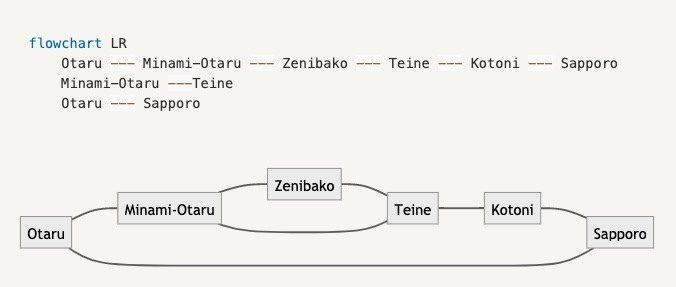 flowchart LR
Otaru --- Minami-Otaru --- Zenibako --- Teine --- Kotoni --- Sapporo
Minami-Otaru ---Teine
Otaru --- Sapporo
Zenibako
Minami-Otaru
Teine
Kotoni
Otaru
Sapporo